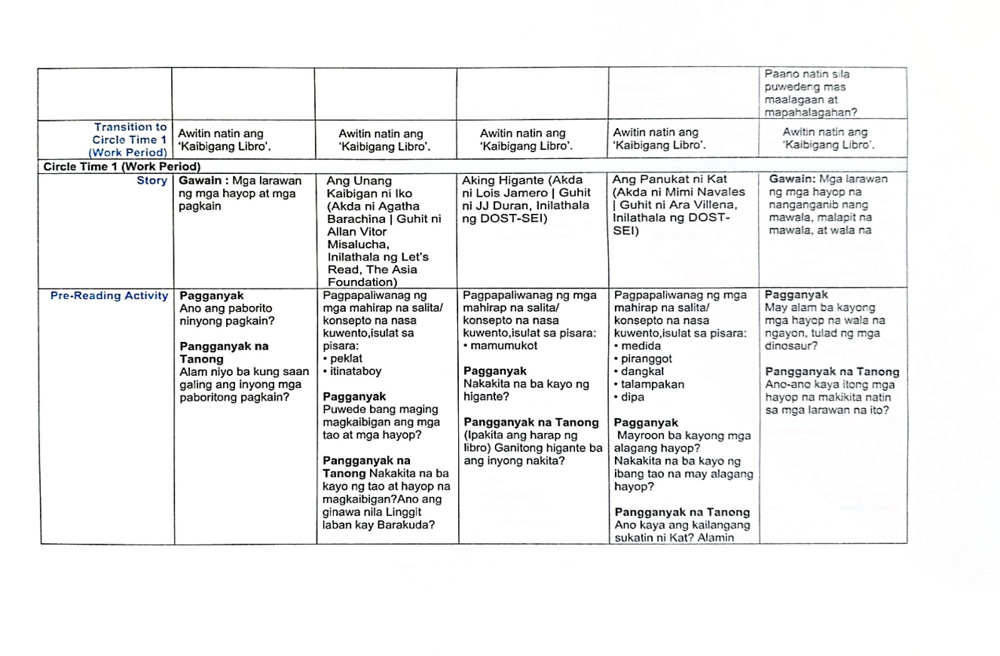 Paano natin sila
puwedeng mas
maalagaan at
mapahalagahan?
Transition to
Circle Time 1
(Work Period)
Awitin natin ang
‘Kaibigang Libro’.
Awitin natin ang
‘Kaibigang Libro’.
Awitin natin ang
‘Kaibigang Libro’.
Awitin natin ang
‘Kaibigang Libro’.
Awitin natin ang
‘Kaibigang Libro’.
Circle Time 1 (Work Period)
Story
Gawain : Mga larawan
ng mga hayop at mga
pagkain
Ang Unang
Kaibigan ni Iko
(Akda ni Agatha
Barachina | Guhit ni
Allan Vitor
Misalucha,
Inilathala ng Let's
Read, The Asia
Foundation)
Aking Higante (Akda
ni Lois Jamero | Guhit
ni JJ Duran, Inilathala
ng DOST-SEI)
Ang Panukat ni Kat
(Akda ni Mimi Navales
| Guhit ni Ara Villena,
Inilathala ng DOST-
SEI)
Gawain: Mga larawan
ng mga hayop na
nanganganib nang
mawala, malapit na
mawala, at wala na
Pre-Reading Activity
Pagganyak
Ano ang paborito
ninyong pagkain?
Pangganyak na
Tanong
Alam niyo ba kung saan
galing ang inyong mga
paboritong pagkain?
Pagpapaliwanag ng
mga mahirap na salita/
konsepto na nasa
kuwento,isulat sa
pisara:
• peklat
• itinataboy
Pagganyak
Puwede bang maging
magkaibigan ang mga
tao at mga hayop?
Pangganyak na
Tanong Nakakita na ba
kayo ng tao at hayop na
magkaibigan?Ano ang
ginawa nila Linggit
laban kay Barakuda?
Pagpapaliwanag ng mga
mahirap na salita/
konsepto na nasa
kuwento,isulat sa pisara:
• mamumukot
Pagganyak
Nakakita na ba kayo ng
higante?
Pangganyak na Tanong
(Ipakita ang harap ng
libro) Ganitong higante ba
ang inyong nakita?
Pagpapaliwanag ng mga
mahirap na salita/
konsepto na nasa
kuwento,isulat sa pisara:
• medida
• piranggot
• dangkal
• talampakan
• dipa
Pagganyak
Mayroon ba kayong mga
alagang hayop?
Nakakita na ba kayo ng
ibang tao na may alagang
hayop?
Pangganyak na Tanong
Ano kaya ang kailangang
sukatin ni Kat? Alamin
Pagganyak
May alam ba kayong
mga hayop na wala na
ngayon, tulad ng mga
dinosaur?
Pangganyak na Tanong
Ano-ano kaya itong mga
hayop na makikita natin
sa mga larawan na ito?